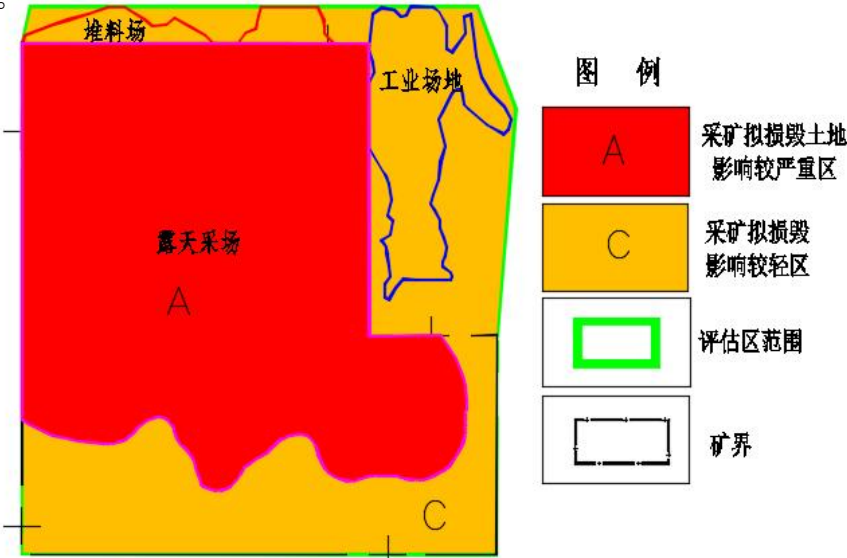 。
堆料场
工业场地
露天采场
A
C
图 例
A
采矿拟损毁土地
影响较严重区
C
采矿拟损毁
影响较轻区
评估区范围
矿界